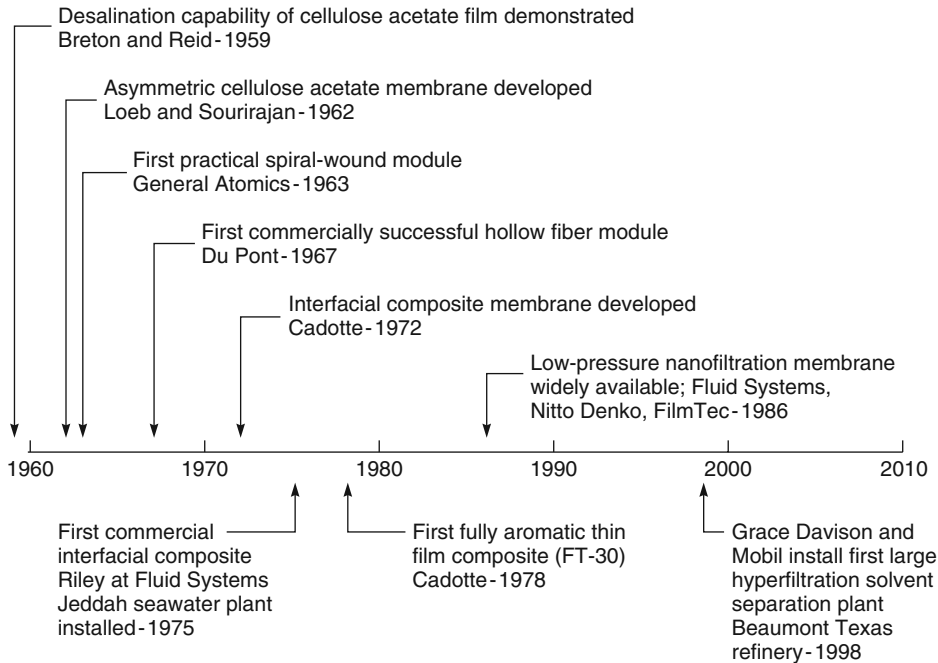 Desalination capability of cellulose acetate film demonstrated
Breton and Reid-1959
Asymmetric cellulose acetate membrane developed
Loeb and Sourirajan-1962
First practical spiral-wound module
General Atomics-1963
First commercially successful hollow fiber module
Du Pont-1967
Interfacial composite membrane developed
Cadotte-1972
Low-pressure nanofiltration membrane
widely available; Fluid Systems,
Nitto Denko, FilmTec-1986
1960 1970 1980 1990 2000 2010
First commercial
interfacial composite
Riley at Fluid Systems
Jeddah seawater plant
installed-1975
First fully aromatic thin
film composite (FT-30)
Cadotte-1978
Grace Davison and
Mobil install first large
hyperfiltration solvent
separation plant
Beaumont Texas
refinery-1998